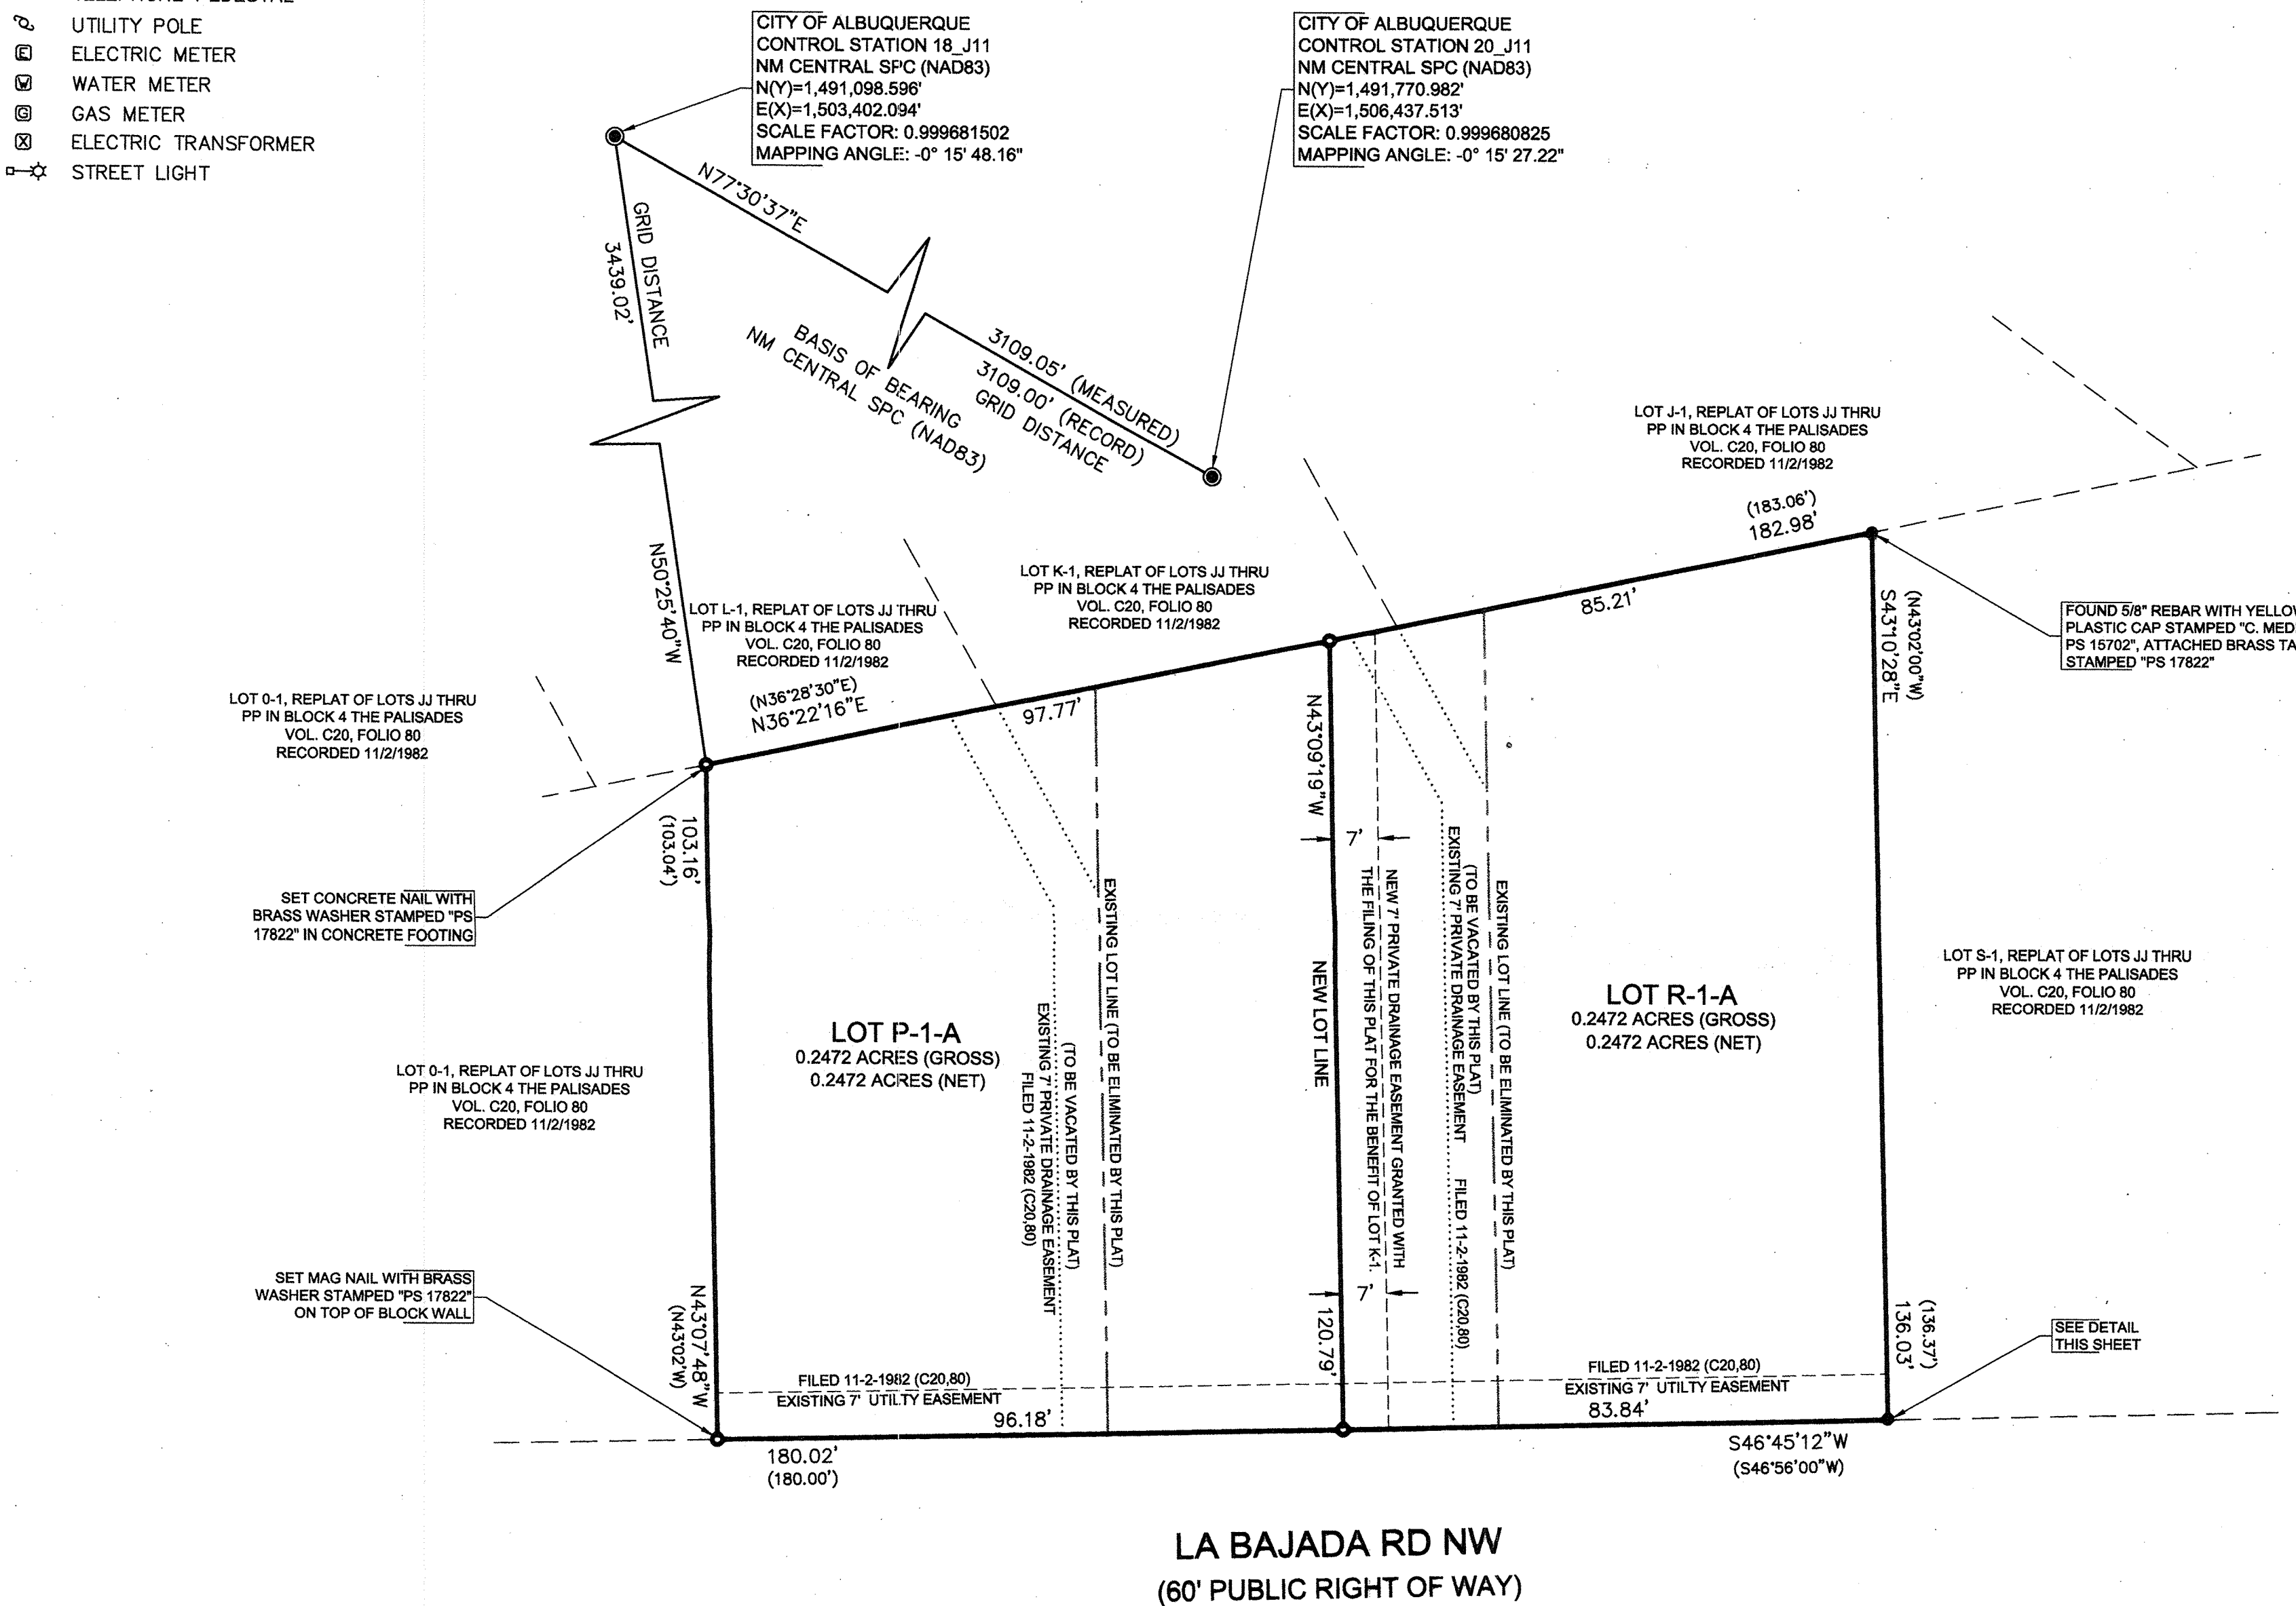 UTILITY POLE
E ELECTRIC METER
W WATER METER
G GAS METER
X ELECTRIC TRANSFORMER
STREET LIGHT
CITY OF ALBUQUERQUE
CONTROL STATION 18_J11
NM CENTRAL SPC (NAD83)
N(Y)=1,491,098.596'
E(X)=1,503,402.094'
SCALE FACTOR: 0.999681502
MAPPING ANGLE: -0° 15' 48.16"
CITY OF ALBUQUERQUE
CONTROL STATION 20_J11
NM CENTRAL SPC (NAD83)
N(Y)=1,491,770.982'
E(X)=1,506,437.513'
SCALE FACTOR: 0.999680825
MAPPING ANGLE: -0° 15' 27.22"
N77°30'37"E
GRID DISTANCE
3439.02'
N50°25'40"W
BASIS OF BEARING
NM CENTRAL SPC (NAD83)
3109.05' (MEASURED)
3109.00' (RECORD)
GRID DISTANCE
LOT J-1, REPLAT OF LOTS JJ THRU
PP IN BLOCK 4 THE PALISADES
VOL. C20, FOLIO 80
RECORDED 11/2/1982
(183.06')
182.98'
LOT K-1, REPLAT OF LOTS JJ THRU
PP IN BLOCK 4 THE PALISADES
VOL. C20, FOLIO 80
RECORDED 11/2/1982
85.21'
LOT L-1, REPLAT OF LOTS JJ THRU
PP IN BLOCK 4 THE PALISADES
VOL. C20, FOLIO 80
RECORDED 11/2/1982
(N36°28'30"E)
N36°22'16"E
97.77'
(N43°02'00"W)
S43°10'28"E
FOUND 5/8" REBAR WITH
PLASTIC CAP STAMPED "C.
PS 15702", ATTACHED BRASS
STAMPED "PS 17822"
LOT 0-1, REPLAT OF LOTS JJ THRU
PP IN BLOCK 4 THE PALISADES
VOL. C20, FOLIO 80
RECORDED 11/2/1982
103.16'
(103.04')
SET CONCRETE NAIL WITH
BRASS WASHER STAMPED "PS
17822" IN CONCRETE FOOTING
N43°09'19"W
7'
NEW LOT LINE
NEW 7' PRIVATE DRAINAGE EASEMENT GRANTED WITH
THE FILING OF THIS PLAT FOR THE BENEFIT OF LOT K-1.
7'
120.79'
EXISTING LOT LINE (TO BE ELIMINATED BY THIS PLAT)
(TO BE VACATED BY THIS PLAT)
EXISTING 7' PRIVATE DRAINAGE EASEMENT FILED 11-2-1982 (C20,80)
EXISTING LOT LINE (TO BE ELIMINATED BY THIS PLAT)
(TO BE VACATED BY THIS PLAT)
EXISTING 7' PRIVATE DRAINAGE EASEMENT
FILED 11-2-1982 (C20,80)
LOT P-1-A
0.2472 ACRES (GROSS)
0.2472 ACRES (NET)
LOT R-1-A
0.2472 ACRES (GROSS)
0.2472 ACRES (NET)
LOT S-1, REPLAT OF LOTS JJ THRU
PP IN BLOCK 4 THE PALISADES
VOL. C20, FOLIO 80
RECORDED 11/2/1982
LOT 0-1, REPLAT OF LOTS JJ THRU
PP IN BLOCK 4 THE PALISADES
VOL. C20, FOLIO 80
RECORDED 11/2/1982
SET MAG NAIL WITH BRASS
WASHER STAMPED "PS 17822"
ON TOP OF BLOCK WALL
N43°07'48"W
(N43°02'W)
(136.37')
136.03'
SEE DETAIL
THIS SHEET
FILED 11-2-1982 (C20,80)
EXISTING 7' UTILTY EASEMENT
FILED 11-2-1982 (C20,80)
EXISTING 7' UTILITY EASEMENT
96.18'
83.84'
180.02'
(180.00')
S46°45'12"W
(S46°56'00"W)
LA BAJADA RD NW
(60' PUBLIC RIGHT OF WAY)